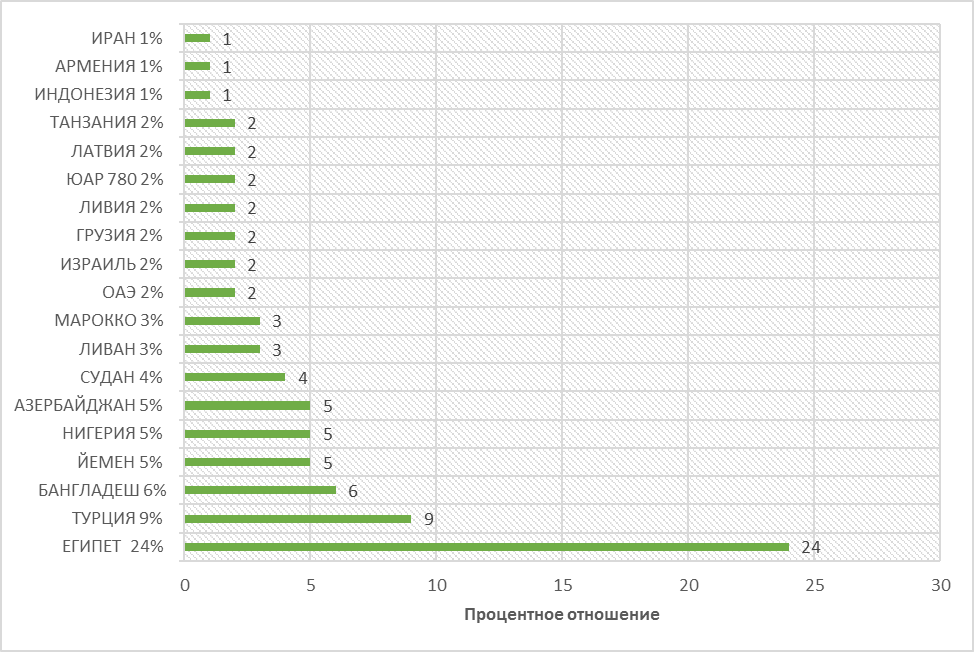 ИРАН 1% 1
АРМЕНИЯ 1% 1
ИНДОНЕЗИЯ 1% 1
ТАНЗАНИЯ 2% 2
ЛАТВИЯ 2% 2
ЮАР 780 2% 2
ЛИВИЯ 2% 2
ГРУЗИЯ 2% 2
ИЗРАИЛЬ 2% 2
ОАЭ 2% 2
МАРОККО 3% 3
ЛИВАН 3% 3
СУДАН 4% 4
АЗЕРБАЙДЖАН 5% 5
НИГЕРИЯ 5% 5
ЙЕМЕН 5% 5
БАНГЛАДЕШ 6% 6
ТУРЦИЯ 9% 9
ЕГИПЕТ 24% 24
0 5 10 15 20 25 30
Процентное отношение